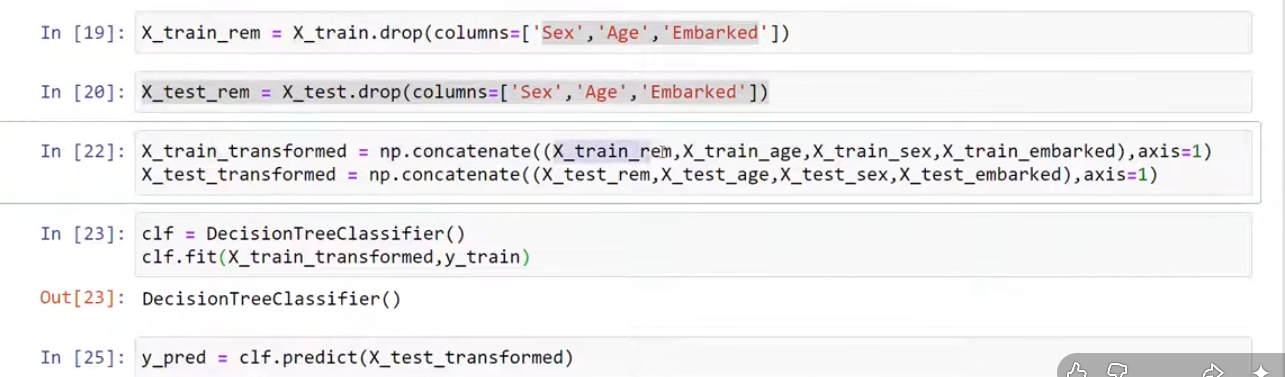 In [19]: X_train_rem = X_train.drop(columns=['Sex','Age','Embarked'])
In [20]: X_test_rem = X_test.drop(columns=['Sex','Age','Embarked'])
In [22]: X_train_transformed = np.concatenate((X_train_rem,X_train_age,X_train_sex,X_train_embarked),axis=1)
X_test_transformed = np.concatenate((X_test_rem,X_test_age,X_test_sex,X_test_embarked),axis=1)
In [23]: clf = DecisionTreeClassifier()
clf.fit(X_train_transformed,y_train)
Out[23]: DecisionTreeClassifier()
In [25]: y_pred = clf.predict(X_test_transformed)